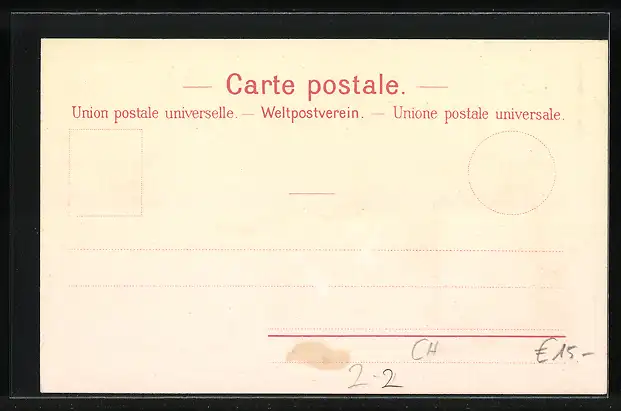 — Carte postale. —
Union postale universelle. — Weltpostverein. — Unione postale universale.
CH
€15.-
2-2